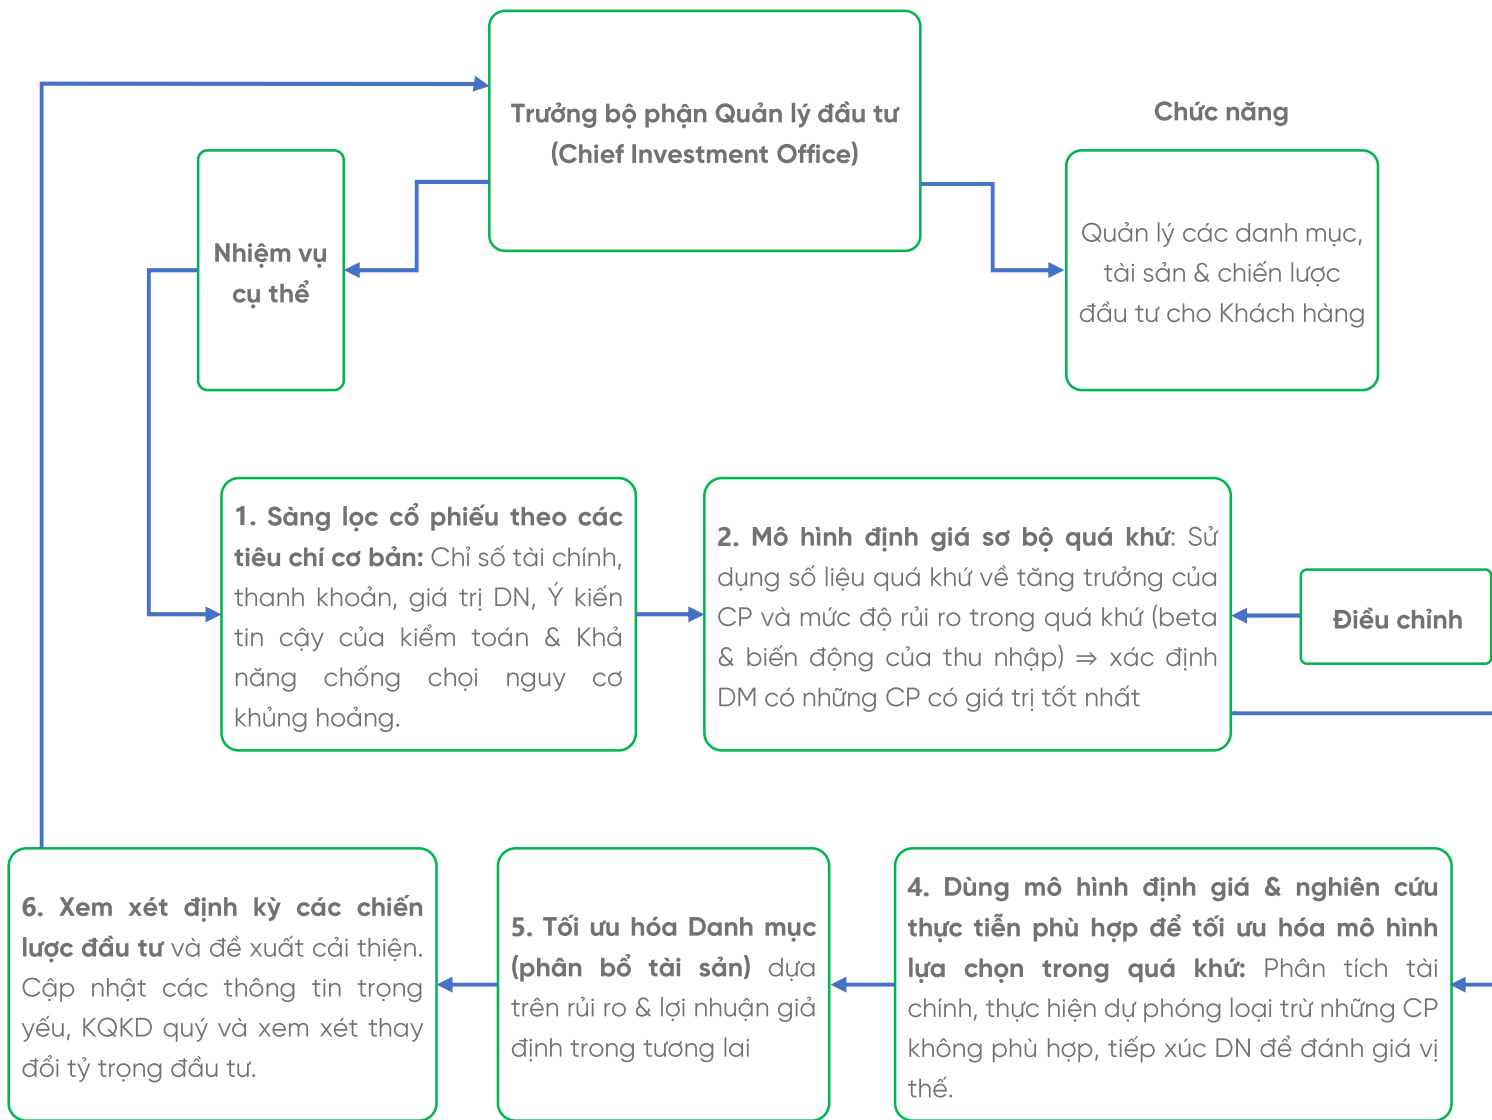 Trưởng bộ phận Quản lý đầu tư
(Chief Investment Office)
Chức năng
Quản lý các danh mục,
tài sản & chiến lược
đầu tư cho Khách hàng
Nhiệm vụ
cụ thể
1. Sàng lọc cổ phiếu theo các
tiêu chí cơ bản: Chỉ số tài chính,
thanh khoản, giá trị DN, Ý kiến
tin cậy của kiểm toán & Khả
năng chống chọi nguy cơ
khủng hoảng.
2. Mô hình định giá sơ bộ quá khứ: Sử
dụng số liệu quá khứ về tăng trưởng của
CP và mức độ rủi ro trong quá khứ (beta
& biến động của thu nhập) ⇒ xác định
DM có những CP có giá trị tốt nhất
Điều chỉnh
4. Dùng mô hình định giá & nghiên cứu
thực tiễn phù hợp để tối ưu hóa mô hình
lựa chọn trong quá khứ: Phân tích tài
chính, thực hiện dự phóng loại trừ những CP
không phù hợp, tiếp xúc DN để đánh giá vị
thế.
5. Tối ưu hóa Danh mục
(phân bổ tài sản) dựa
trên rủi ro & lợi nhuận giả
định trong tương lai
6. Xem xét định kỳ các chiến
lược đầu tư và đề xuất cải thiện.
Cập nhật các thông tin trọng
yếu, KQKD quý và xem xét thay
đổi tỷ trọng đầu tư.